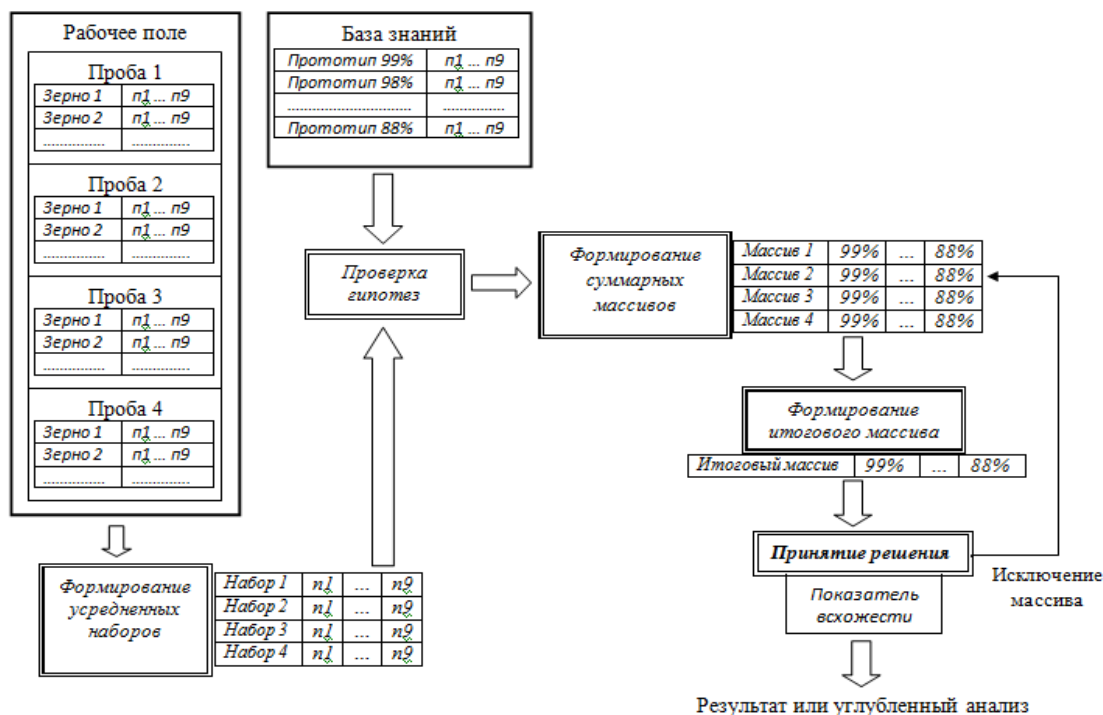 Рабочее поле
Проба 1
Зерно 1 п1... п9
Зерно 2 п1... п9
............... ..............
Проба 2
Зерно 1 п1... п9
Зерно 2 п1... п9
............... ..............
Проба 3
Зерно 1 п1... п9
Зерно 2 п1... п9
............... ..............
Проба 4
Зерно 1 п1... п9
Зерно 2 п1... п9
............... ..............
База знаний
Прототип 99% п1 ... п9
Прототип 98% п1 ... п9
............................... ...............
Прототип 88% п1 ... п9
Проверка
гипотез
Формирование
суммарных
массивов
Массив 1 99% ... 88%
Массив 2 99% ... 88%
Массив 3 99% ... 88%
Массив 4 99% ... 88%
Формирование
итогового массива
Итоговый массив 99% ... 88%
Принятие решения
Показатель
всхожести
Исключение
массива
Формирование
усредненных
наборов
Набор 1 п1 ... п9
Набор 2 п1 ... п9
Набор 3 п1 ... п9
Набор 4 п1 ... п9
Результат или углубленный анализ